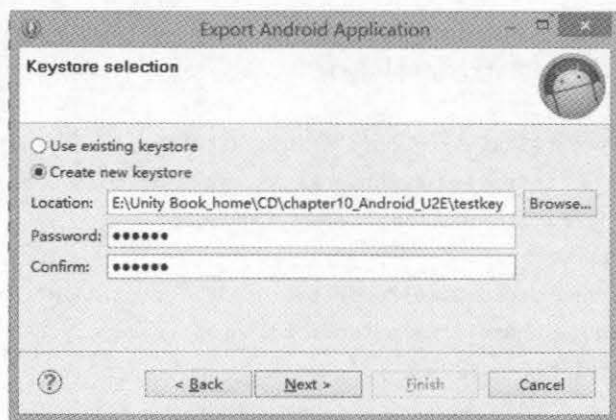 Export Android Application
Keystore selection
Use existing keystore
Create new keystore
Location: E:\Unity Book_home\CD\chapter10_Android_U2E\testkey Browse...
Password: ●●●●●●
Confirm: ●●●●●●
? < Back Next > Finish Cancel